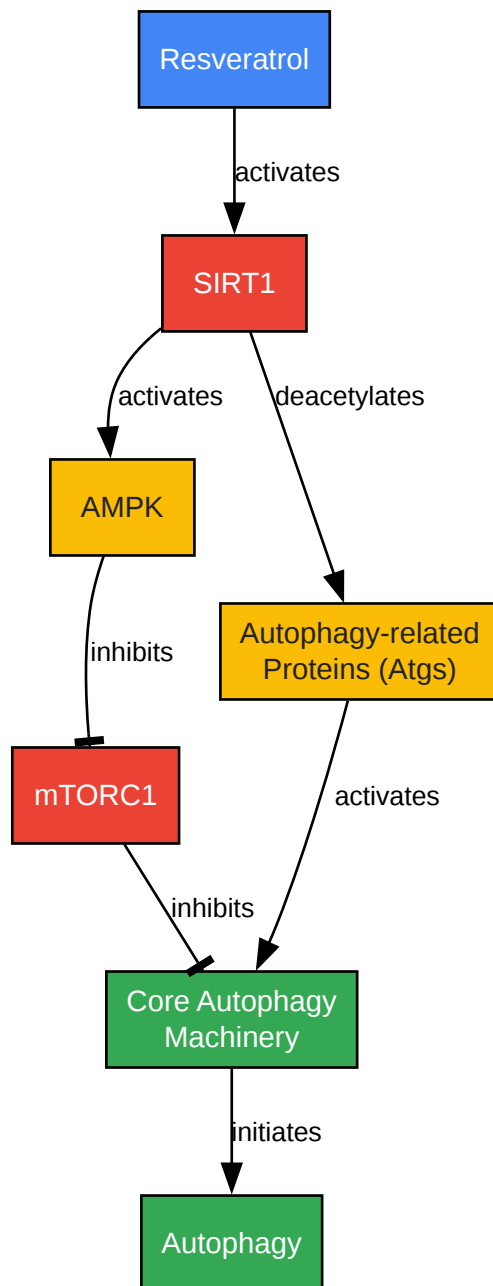 Resveratrol
activates
SIRT1
activates
deacetylates
AMPK
inhibits
Autophagy-related
Proteins (Atgs)
mTORC1
activates
inhibits
Core Autophagy
Machinery
initiates
Autophagy